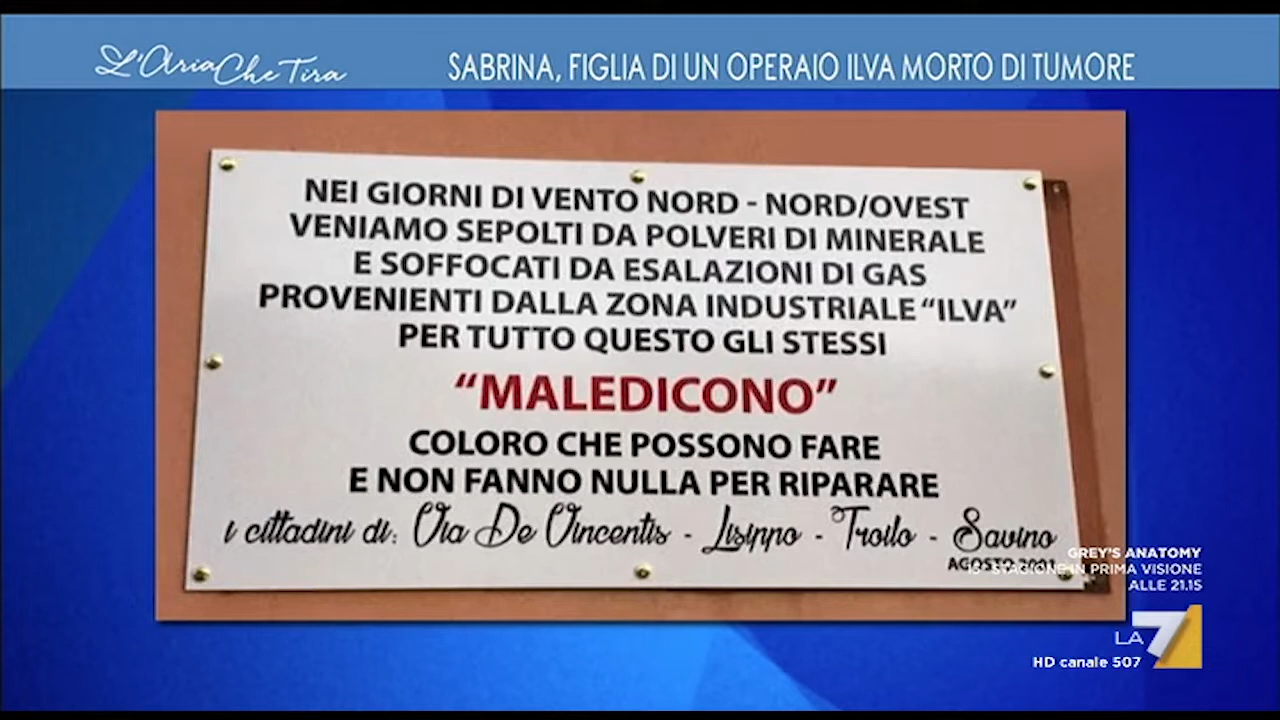 L'Aria Che Tira
SABRINA, FIGLIA DI UN OPERAIO ILVA MORTO DI TUMORE
NEI GIORNI DI VENTO NORD - NORD/OVEST
VENIAMO SEPOLTI DA POLVERI DI MINERALE
E SOFFOCATI DA ESALAZIONI DI GAS
PROVENIENTI DALLA ZONA INDUSTRIALE “ILVA”
PER TUTTO QUESTO GLI STESSI
“MALEDICONO”
COLORO CHE POSSONO FARE
E NON FANNO NULLA PER RIPARARE
i cittadini di: Via De Vincentis - Lisippo - Troilo - Savino
AGOSTO
GREY'S ANATOMY
STAGIONE IN PRIMA VISIONE
ALLE 21.15
LA 7
HD canale 507